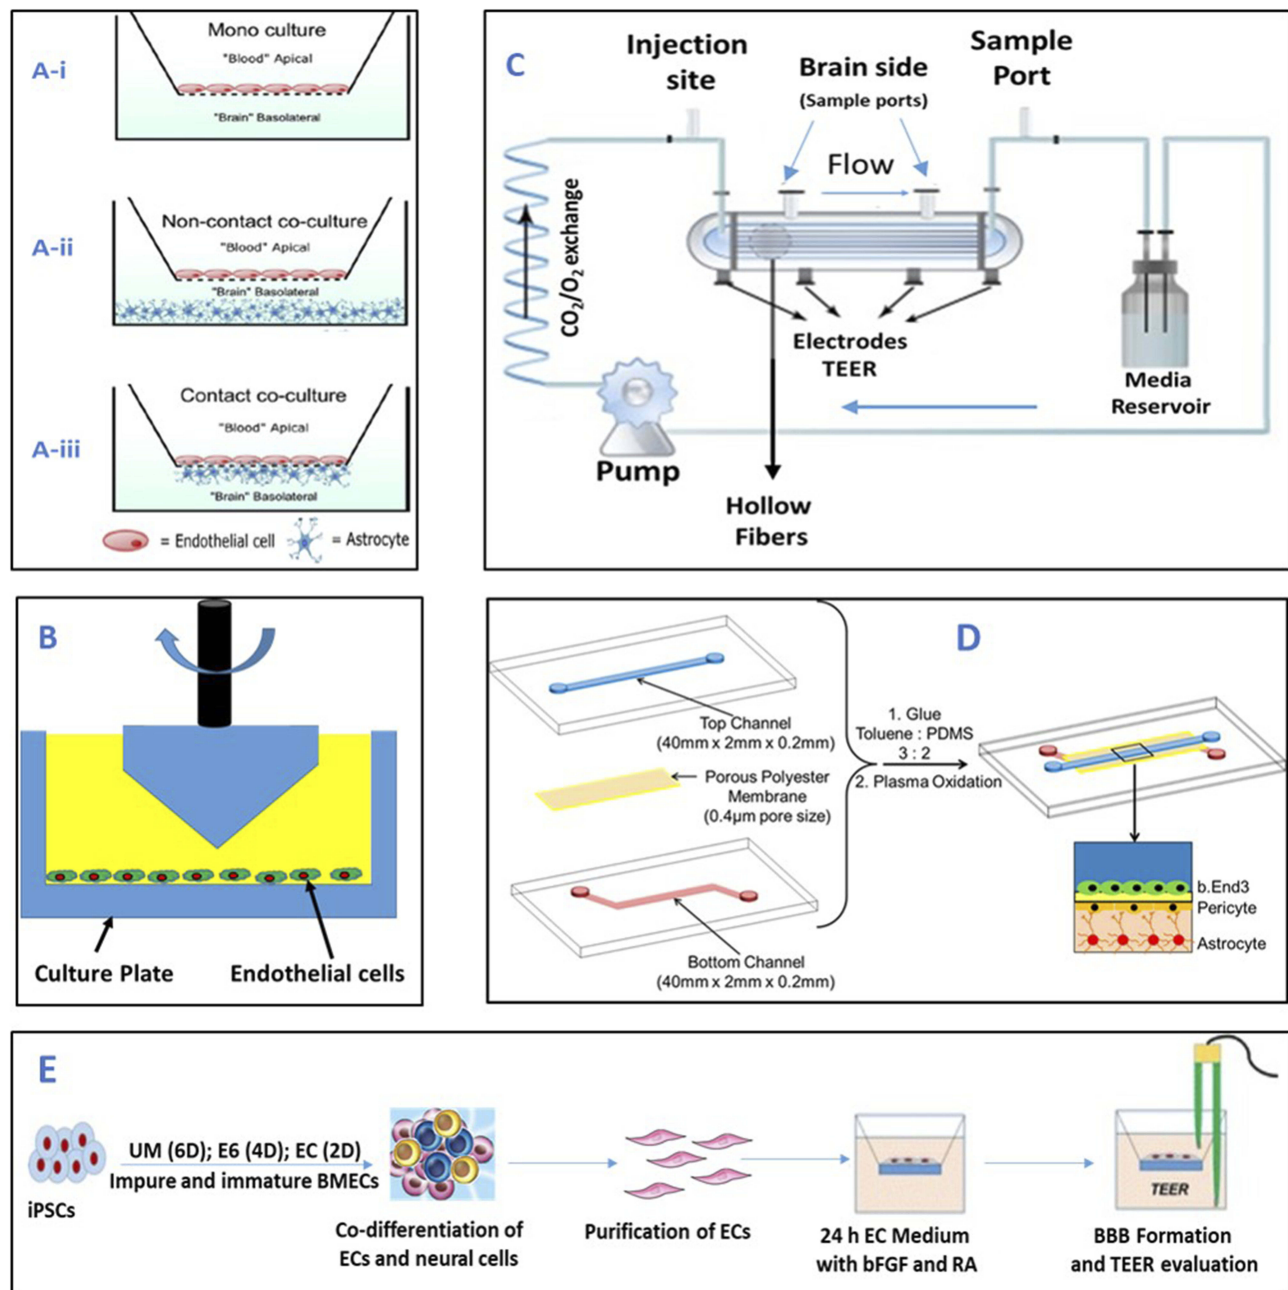 A-i
Mono culture
"Blood" Apical
"Brain" Basolateral
A-ii
Non-contact co-culture
"Blood" Apical
"Brain" Basolateral
A-iii
Contact co-culture
"Blood" Apical
"Brain" Basolateral
= Endothelial cell
= Astrocyte
C
Injection
site
Brain side
(Sample ports)
Sample
Port
Flow
CO2/O2 exchange
Electrodes
TEER
Media
Reservoir
Pump
Hollow
Fibers
B
Culture Plate
Endothelial cells
D
Top Channel
(40mm x 2mm x 0.2mm)
Porous Polyester
Membrane
(0.4µm pore size)
Bottom Channel
(40mm x 2mm x 0.2mm)
1. Glue
Toluene : PDMS
3 : 2
2. Plasma Oxidation
b.End3
Pericyte
Astrocyte
E
iPSCs
UM (6D); E6 (4D); EC (2D)
Impure and immature BMECs
Co-differentiation of
ECs and neural cells
Purification of ECs
24 h EC Medium
with bFGF and RA
TEER
BBB Formation
and TEER evaluation